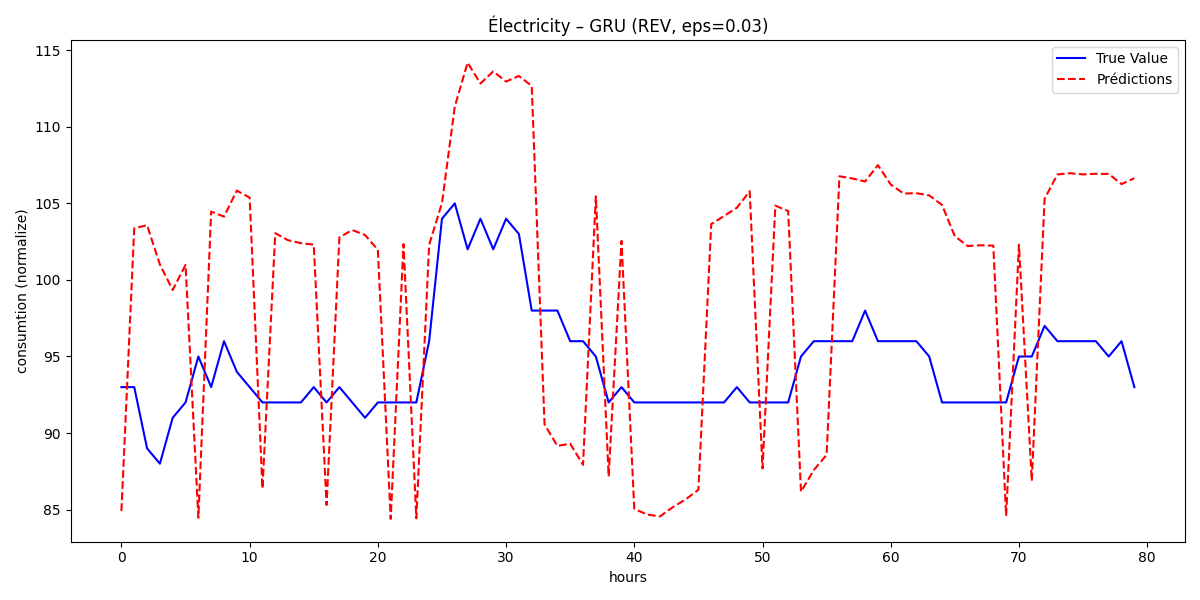 Électricity – GRU (REV, eps=0.03)
True Value
Prédictions
consumtion (normalize)
115
110
105
100
95
90
85
0 10 20 30 40 50 60 70 80
hours